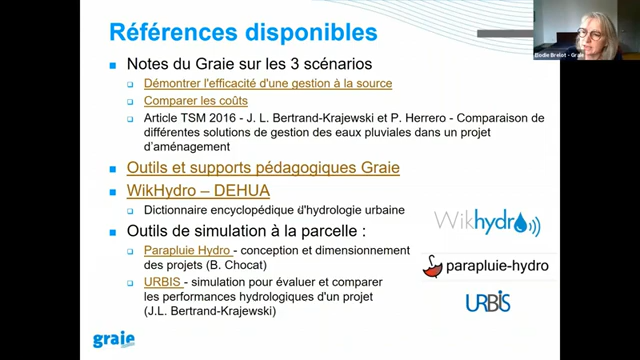 Références disponibles
Notes du Graie sur les 3 scénarios
Démontrer l'efficacité d'une gestion à la source
Comparer les coûts
Article TSM 2016 - J. L. Bertrand-Krajewski et P. Herrero - Comparaison de
différentes solutions de gestion des eaux pluviales dans un projet
d'aménagement
Outils et supports pédagogiques Graie
WikHydro – DEHUA
Dictionnaire encyclopédique d'hydrologie urbaine
Outils de simulation à la parcelle :
Parapluie Hydro - conception et dimensionnement
des projets (B. Chocat)
URBIS - simulation pour évaluer et comparer
les performances hydrologiques d'un projet
(J.L. Bertrand-Krajewski)
Wikhydro
parapluie-hydro
URBIS
graie
Elodie Brelot - Graie